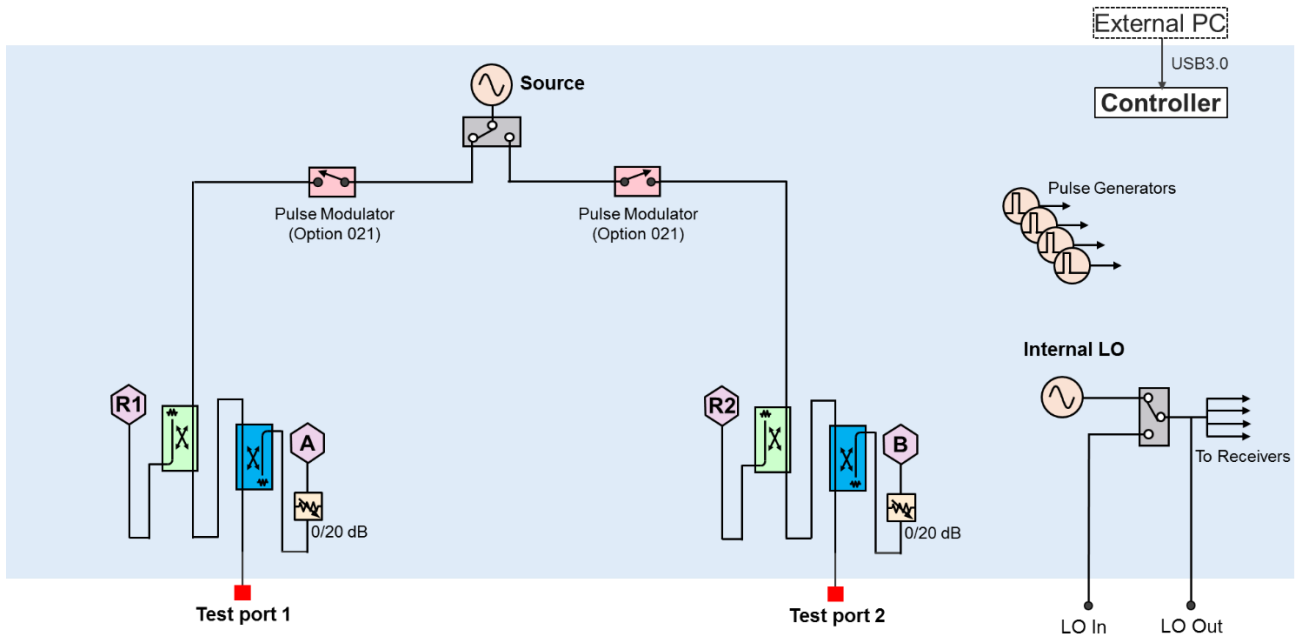 External PC
USB3.0
Controller
Source
Pulse Modulator
(Option 021)
Pulse Modulator
(Option 021)
Pulse Generators
Internal LO
R1
A
0/20 dB
R2
B
0/20 dB
To Receivers
Test port 1
Test port 2
LO In
LO Out